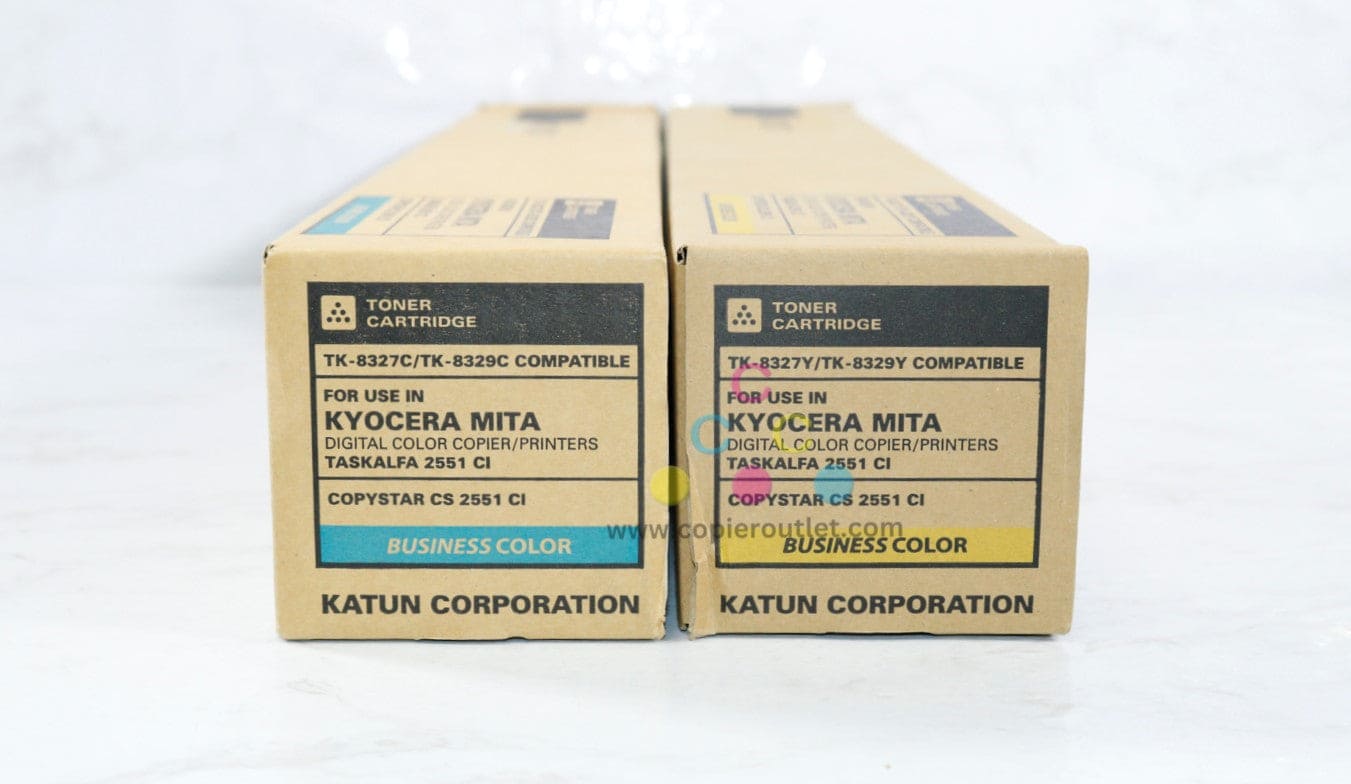 TONER
CARTRIDGE
TK-8327C/TK-8329C COMPATIBLE
FOR USE IN
KYOCERA MITA
DIGITAL COLOR COPIER/PRINTERS
TASKALFA 2551 CI
COPYSTAR CS 2551 CI
BUSINESS COLOR
KATUN CORPORATION
TONER
CARTRIDGE
TK-8327Y/TK-8329Y COMPATIBLE
FOR USE IN
KYOCERA MITA
DIGITAL COLOR COPIER/PRINTERS
TASKALFA 2551 CI
COPYSTAR CS 2551 CI
BUSINESS COLOR
KATUN CORPORATION
C
C C
www.copieroutlet.com